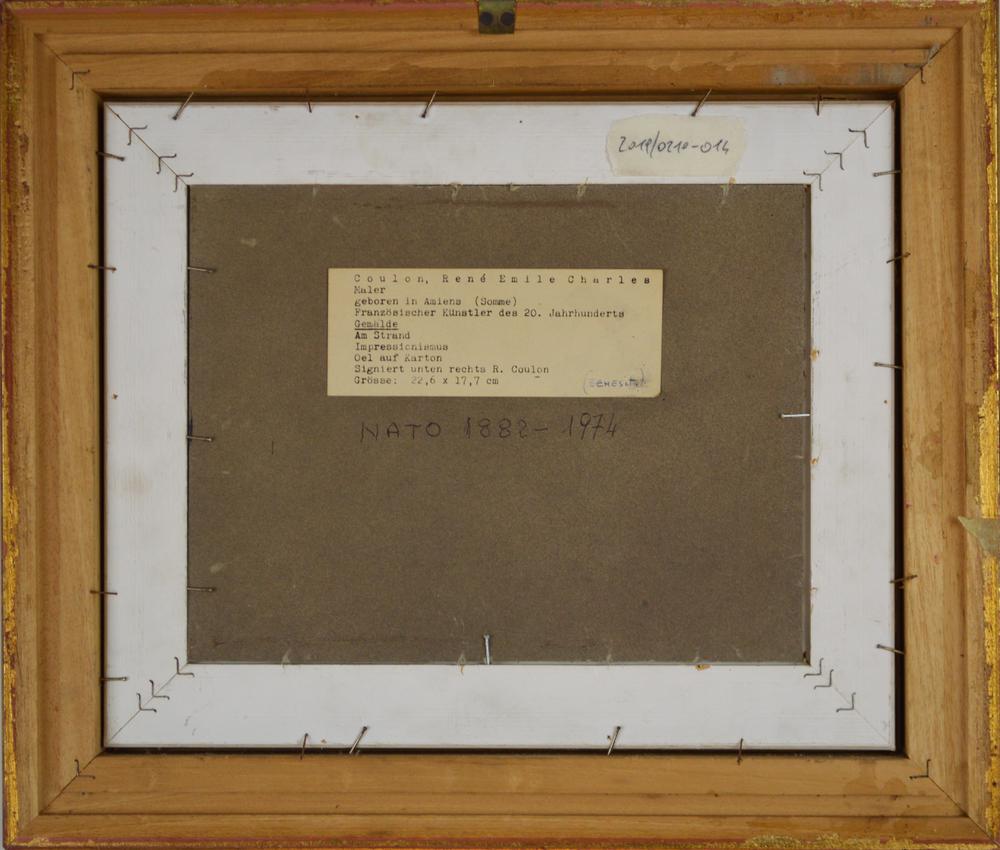 2019/0210-014
Coulon, René Emile Charles
Maler
geboren in Amiens (Somme)
Französischer Künstler des 20. Jahrhunderts
Gemälde
Am Strand
Impressionismus
Oel auf Karton
Signiert unten rechts R. Coulon
Grösse: 22,6 x 17,7 cm
NATO 1882- 1974